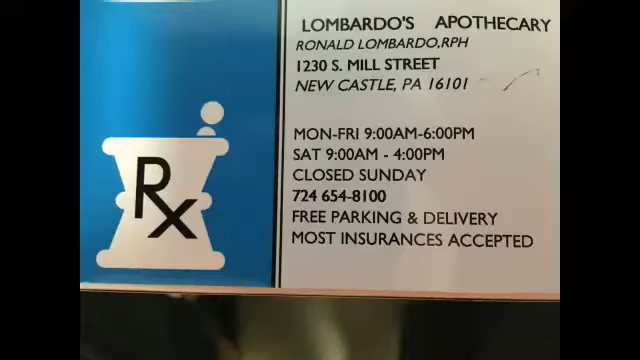 LOMBARDO'S APOTHECARY
RONALD LOMBARDO,RPH
1230 S. MILL STREET
NEW CASTLE, PA 16101
MON-FRI 9:00AM-6:00PM
SAT 9:00AM - 4:00PM
CLOSED SUNDAY
724 654-8100
FREE PARKING & DELIVERY
MOST INSURANCES ACCEPTED
Rx